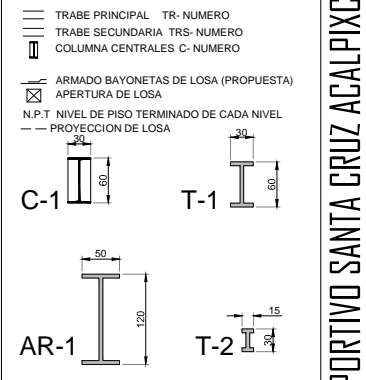 TRABE PRINCIPAL TR- NUMERO
TRABE SECUNDARIA TRS- NUMERO
COLUMNA CENTRALES C- NUMERO
ARMADO BAYONETAS DE LOSA (PROPUESTA)
APERTURA DE LOSA
N.P.T NIVEL DE PISO TERMINADO DE CADA NIVEL
PROYECCION DE LOSA
30
60
C-1
30
60
T-1
50
120
AR-1
15
30
T-2
SANTA CRUZ